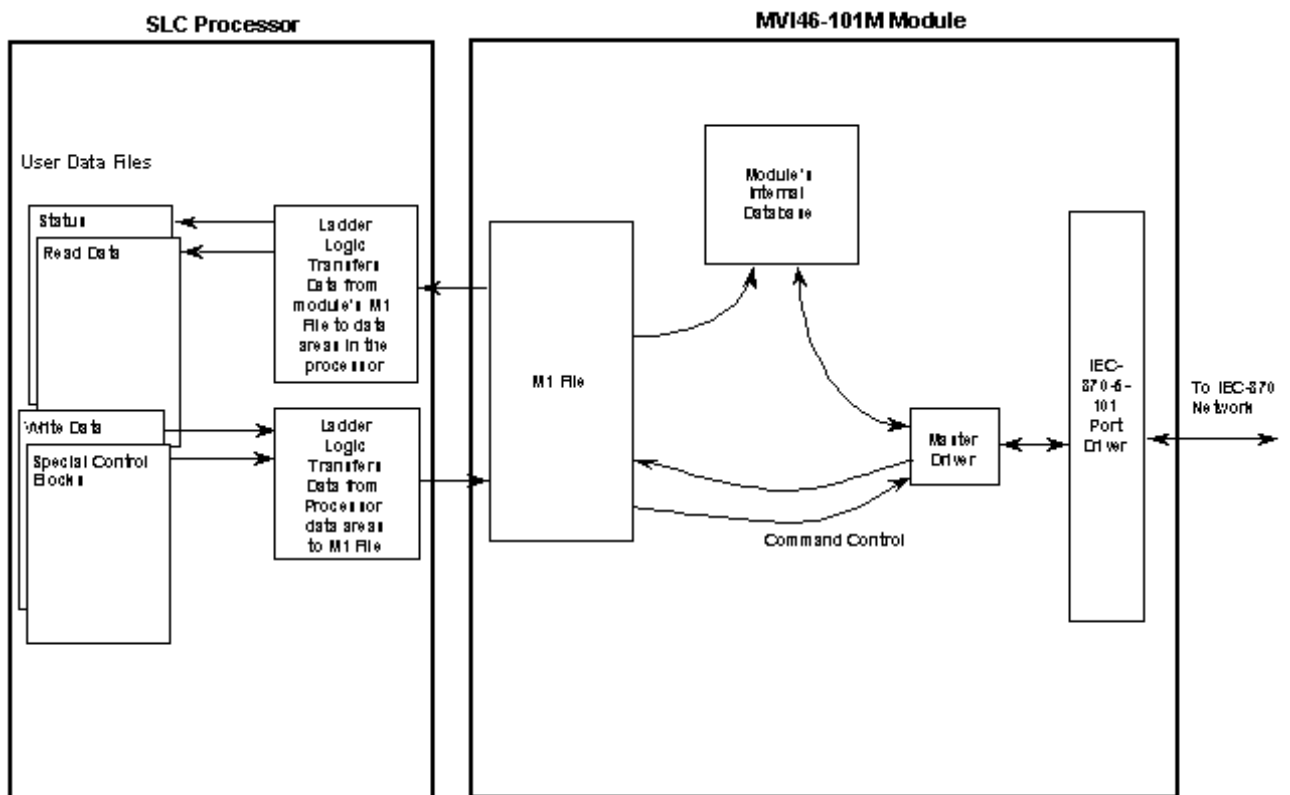 SLC Processor
MVI46-101M Module
User Data Files
Status
Read Data
Write Data
Special Control
Blocks
Ladder
Logic
Transfers
Data from
module's M1
File to data
areas in the
processor
Ladder
Logic
Transfers
Data from
Processor
data areas
to M1 File
M1 File
Module's
Internal
Database
Master
Driver
Command Control
IEC-
870-5-
101
Port
Driver
To IEC-870
Network